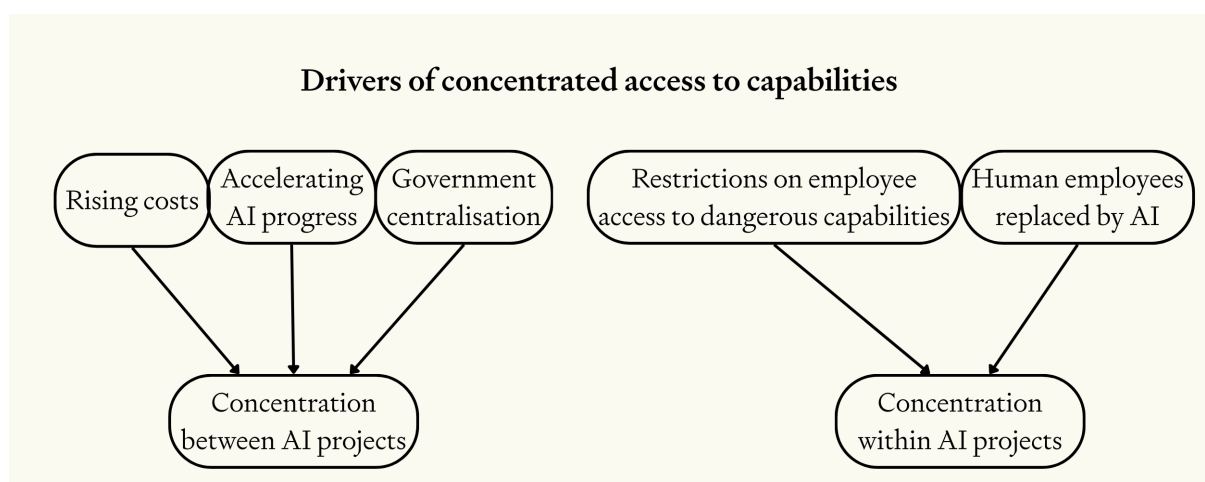 Drivers of concentrated access to capabilities
Rising costs
Accelerating
AI progress
Government
centralisation
Restrictions on employee
access to dangerous capabilities
Human employees
replaced by AI
Concentration
between AI projects
Concentration
within AI projects